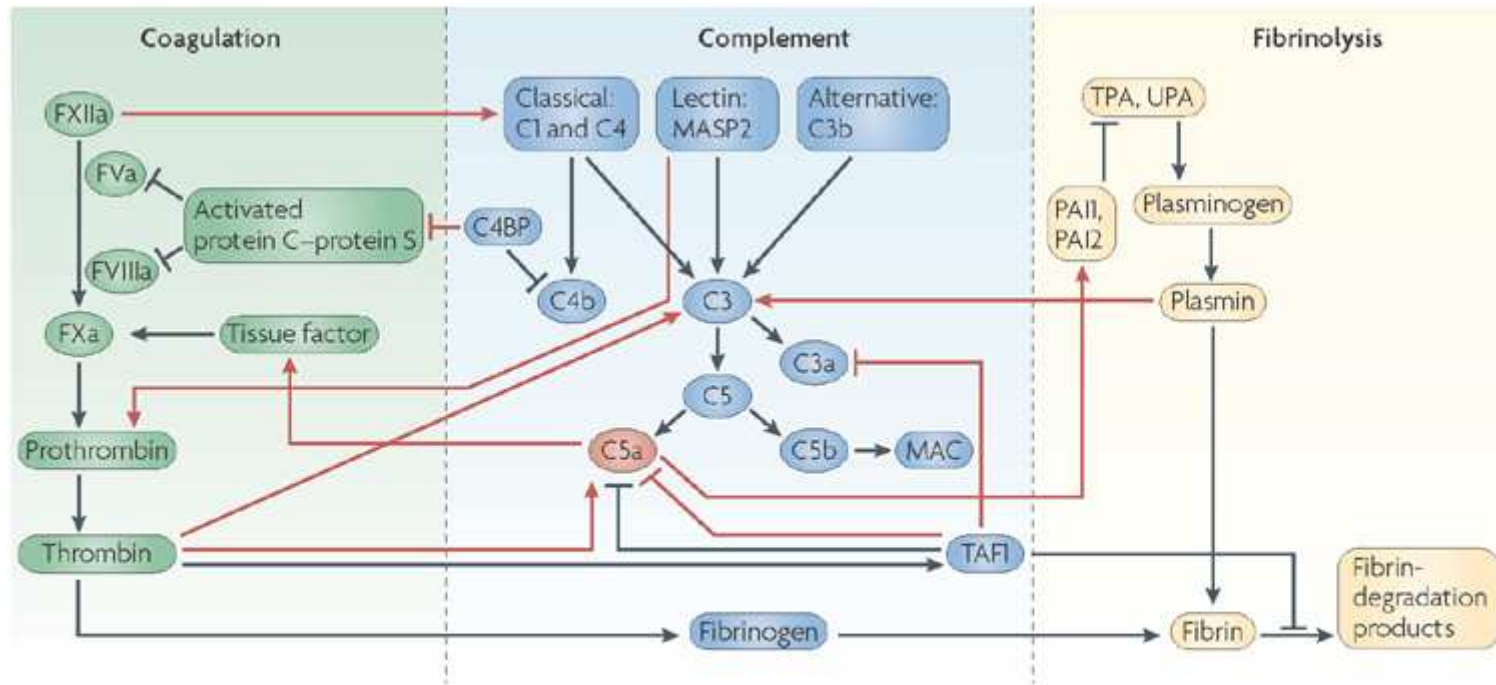 Coagulation
Complement
Fibrinolysis
FXIIa
FVa
Activated
protein C–protein S
FVIIIa
FXa
Tissue factor
Prothrombin
Thrombin
Classical:
C1 and C4
Lectin:
MASP2
Alternative:
C3b
C4BP
C4b
C3
C3a
C5
C5a
C5b
MAC
TAFI
Fibrinogen
TPA, UPA
PAI1,
PAI2
Plasminogen
Plasmin
Fibrin
Fibrin-
degradation
products